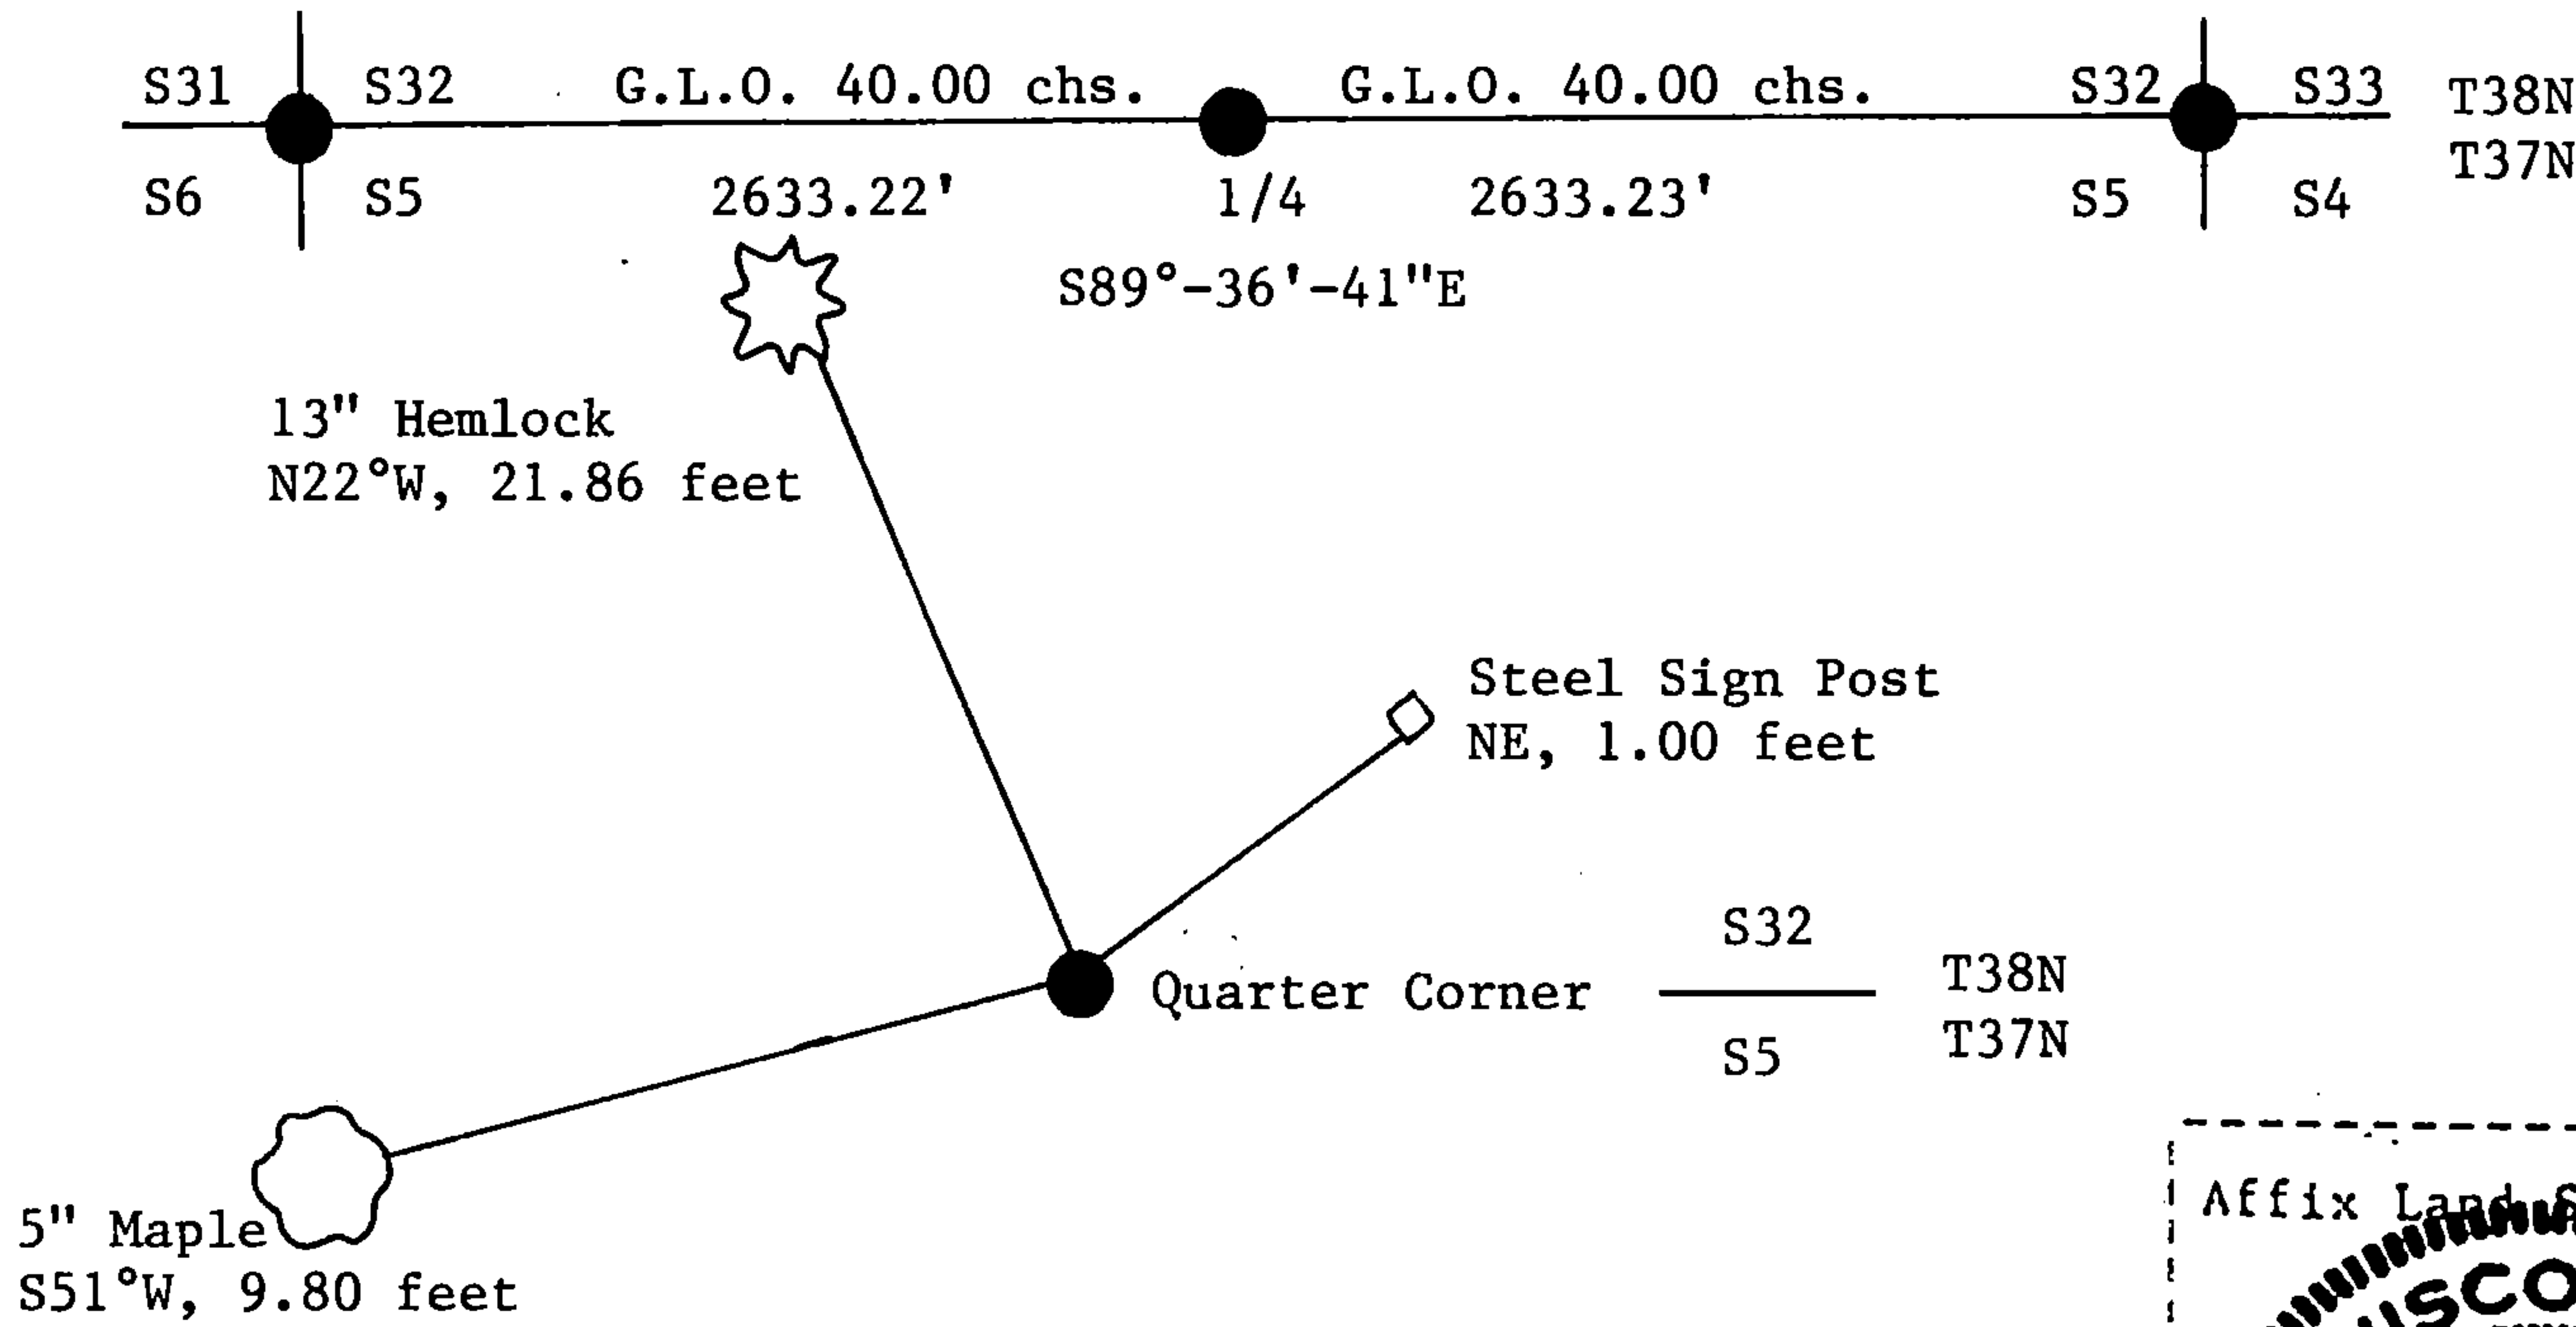 S31 S32 G.L.O. 40.00 chs. G.L.O. 40.00 chs. S32 S33 T38N
T37N
S6 S5 2633.22' 1/4 2633.23' S5 S4
S89°-36'-41"E
13" Hemlock
N22°W, 21.86 feet
Steel Sign Post
NE, 1.00 feet
S32
Quarter Corner T38N
T37N
S5
Affix Land
5" Maple
S51°W, 9.80 feet